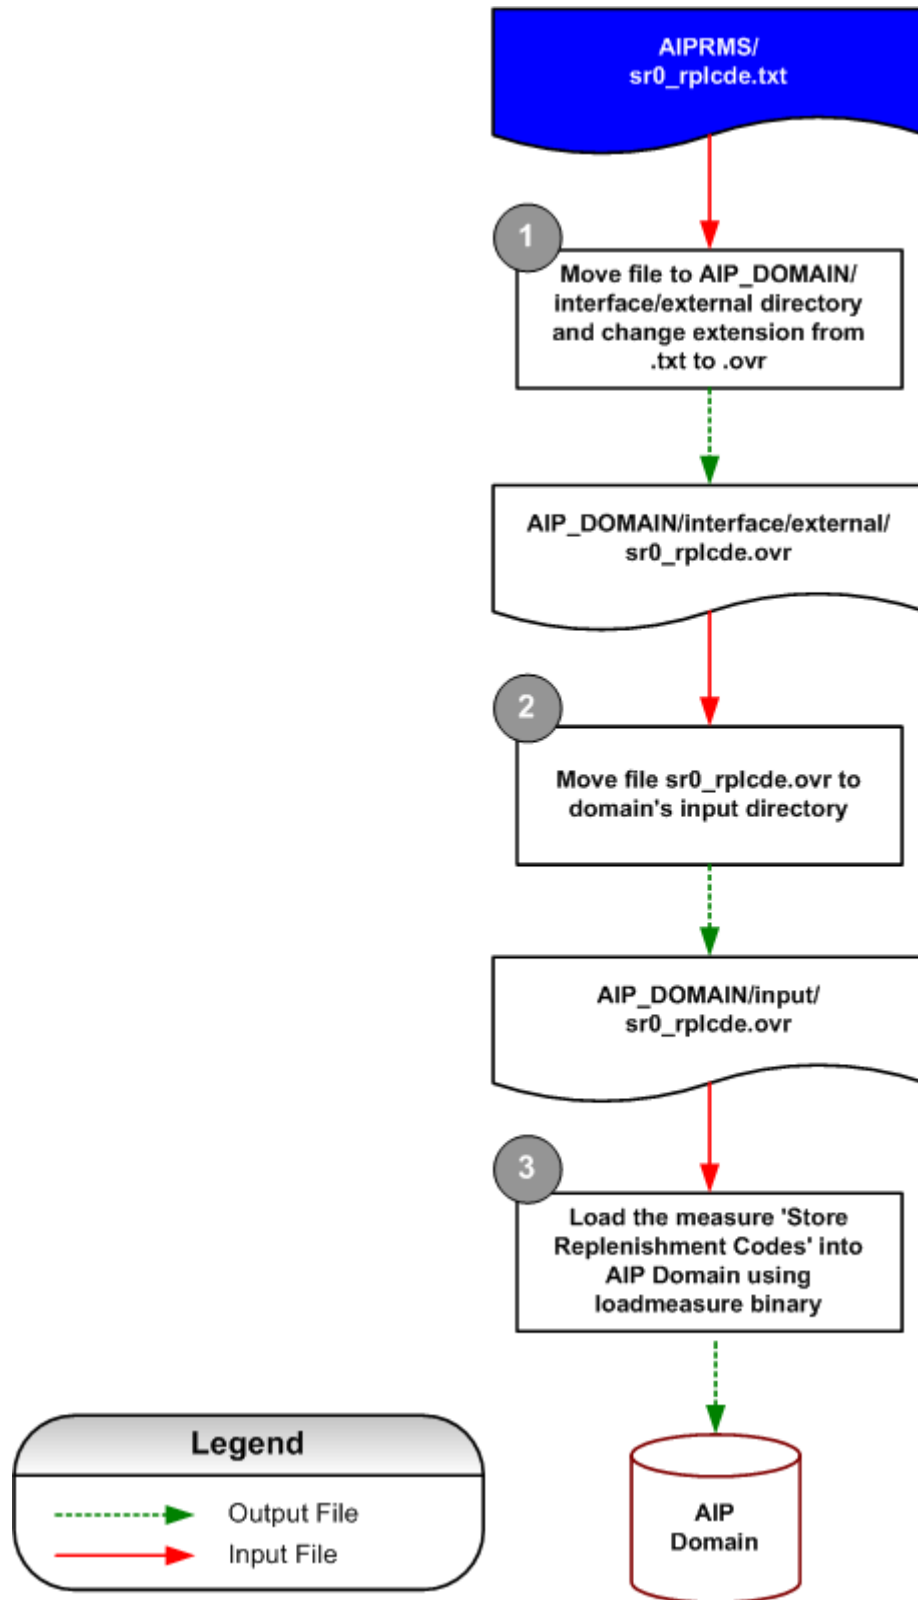 AIPRMS/
sr0_rplcde.txt
1
Move file to AIP_DOMAIN/
interface/external directory
and change extension from
.txt to .ovr
AIP_DOMAIN/interface/external/
sr0_rplcde.ovr
2
Move file sr0_rplcde.ovr to
domain's input directory
AIP_DOMAIN/input/
sr0_rplcde.ovr
3
Load the measure 'Store
Replenishment Codes' into
AIP Domain using
loadmeasure binary
AIP
Domain
Legend
Output File
Input File